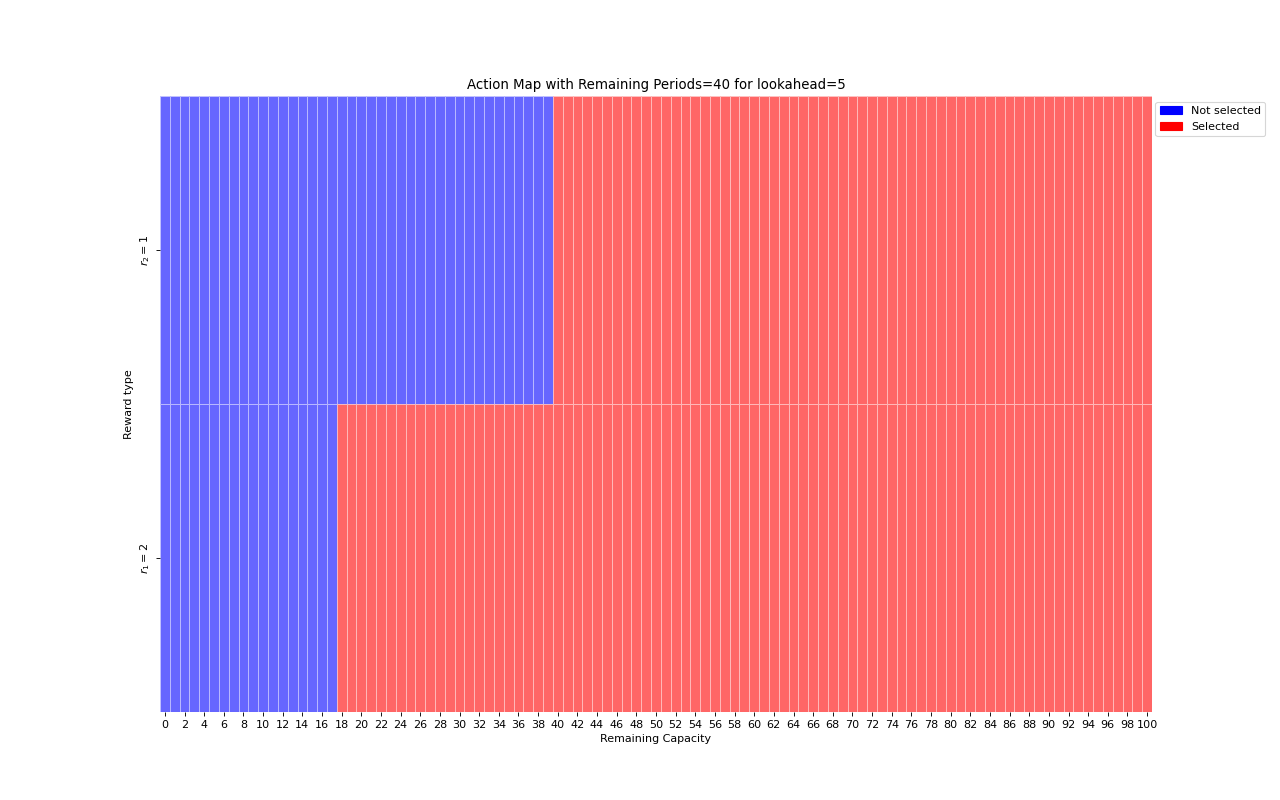 Action Map with Remaining Periods=40 for lookahead=5
Not selected
Selected
r₂ = 1
Reward type
r₁ = 2
0 2 4 6 8 10 12 14 16 18 20 22 24 26 28 30 32 34 36 38 40 42 44 46 48 50 52 54 56 58 60 62 64 66 68 70 72 74 76 78 80 82 84 86 88 90 92 94 96 98 100
Remaining Capacity